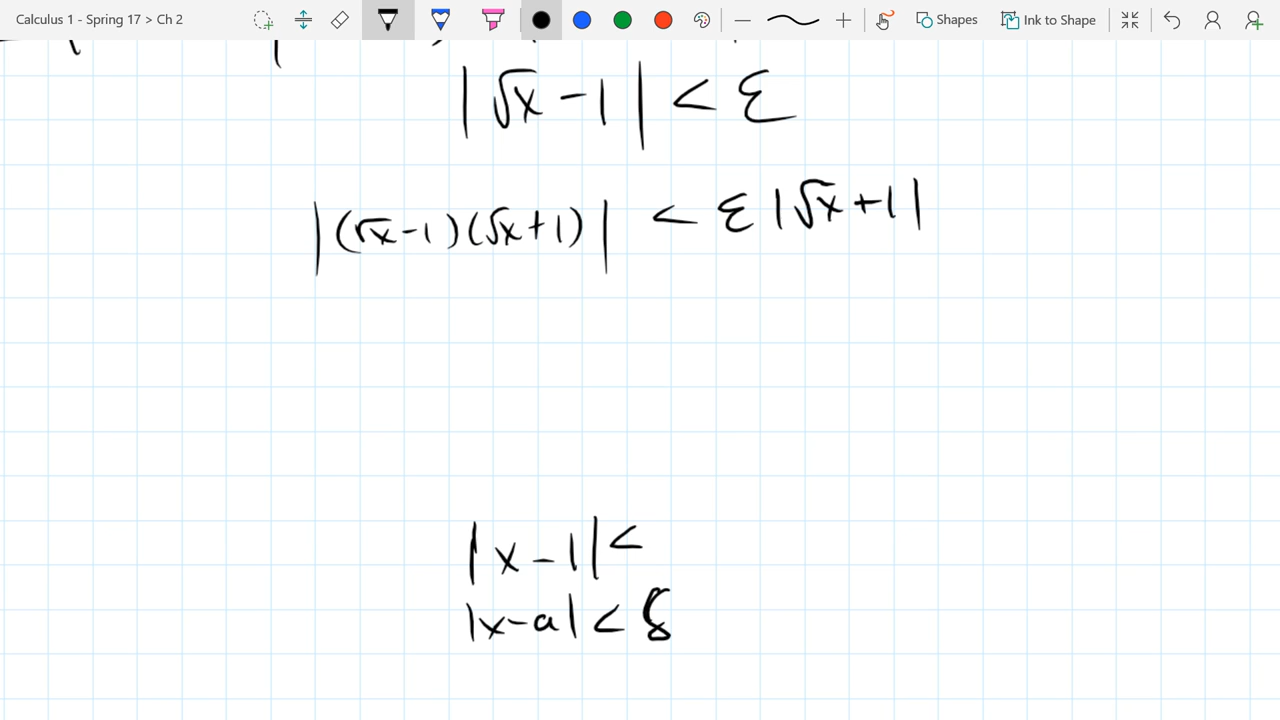 Calculus 1 - Spring 17 > Ch 2
Shapes
Ink to Shape
|√x - 1| < ε
|(√x - 1)(√x + 1)| < ε |√x + 1|
|x - 1| <
|x - a| < δ